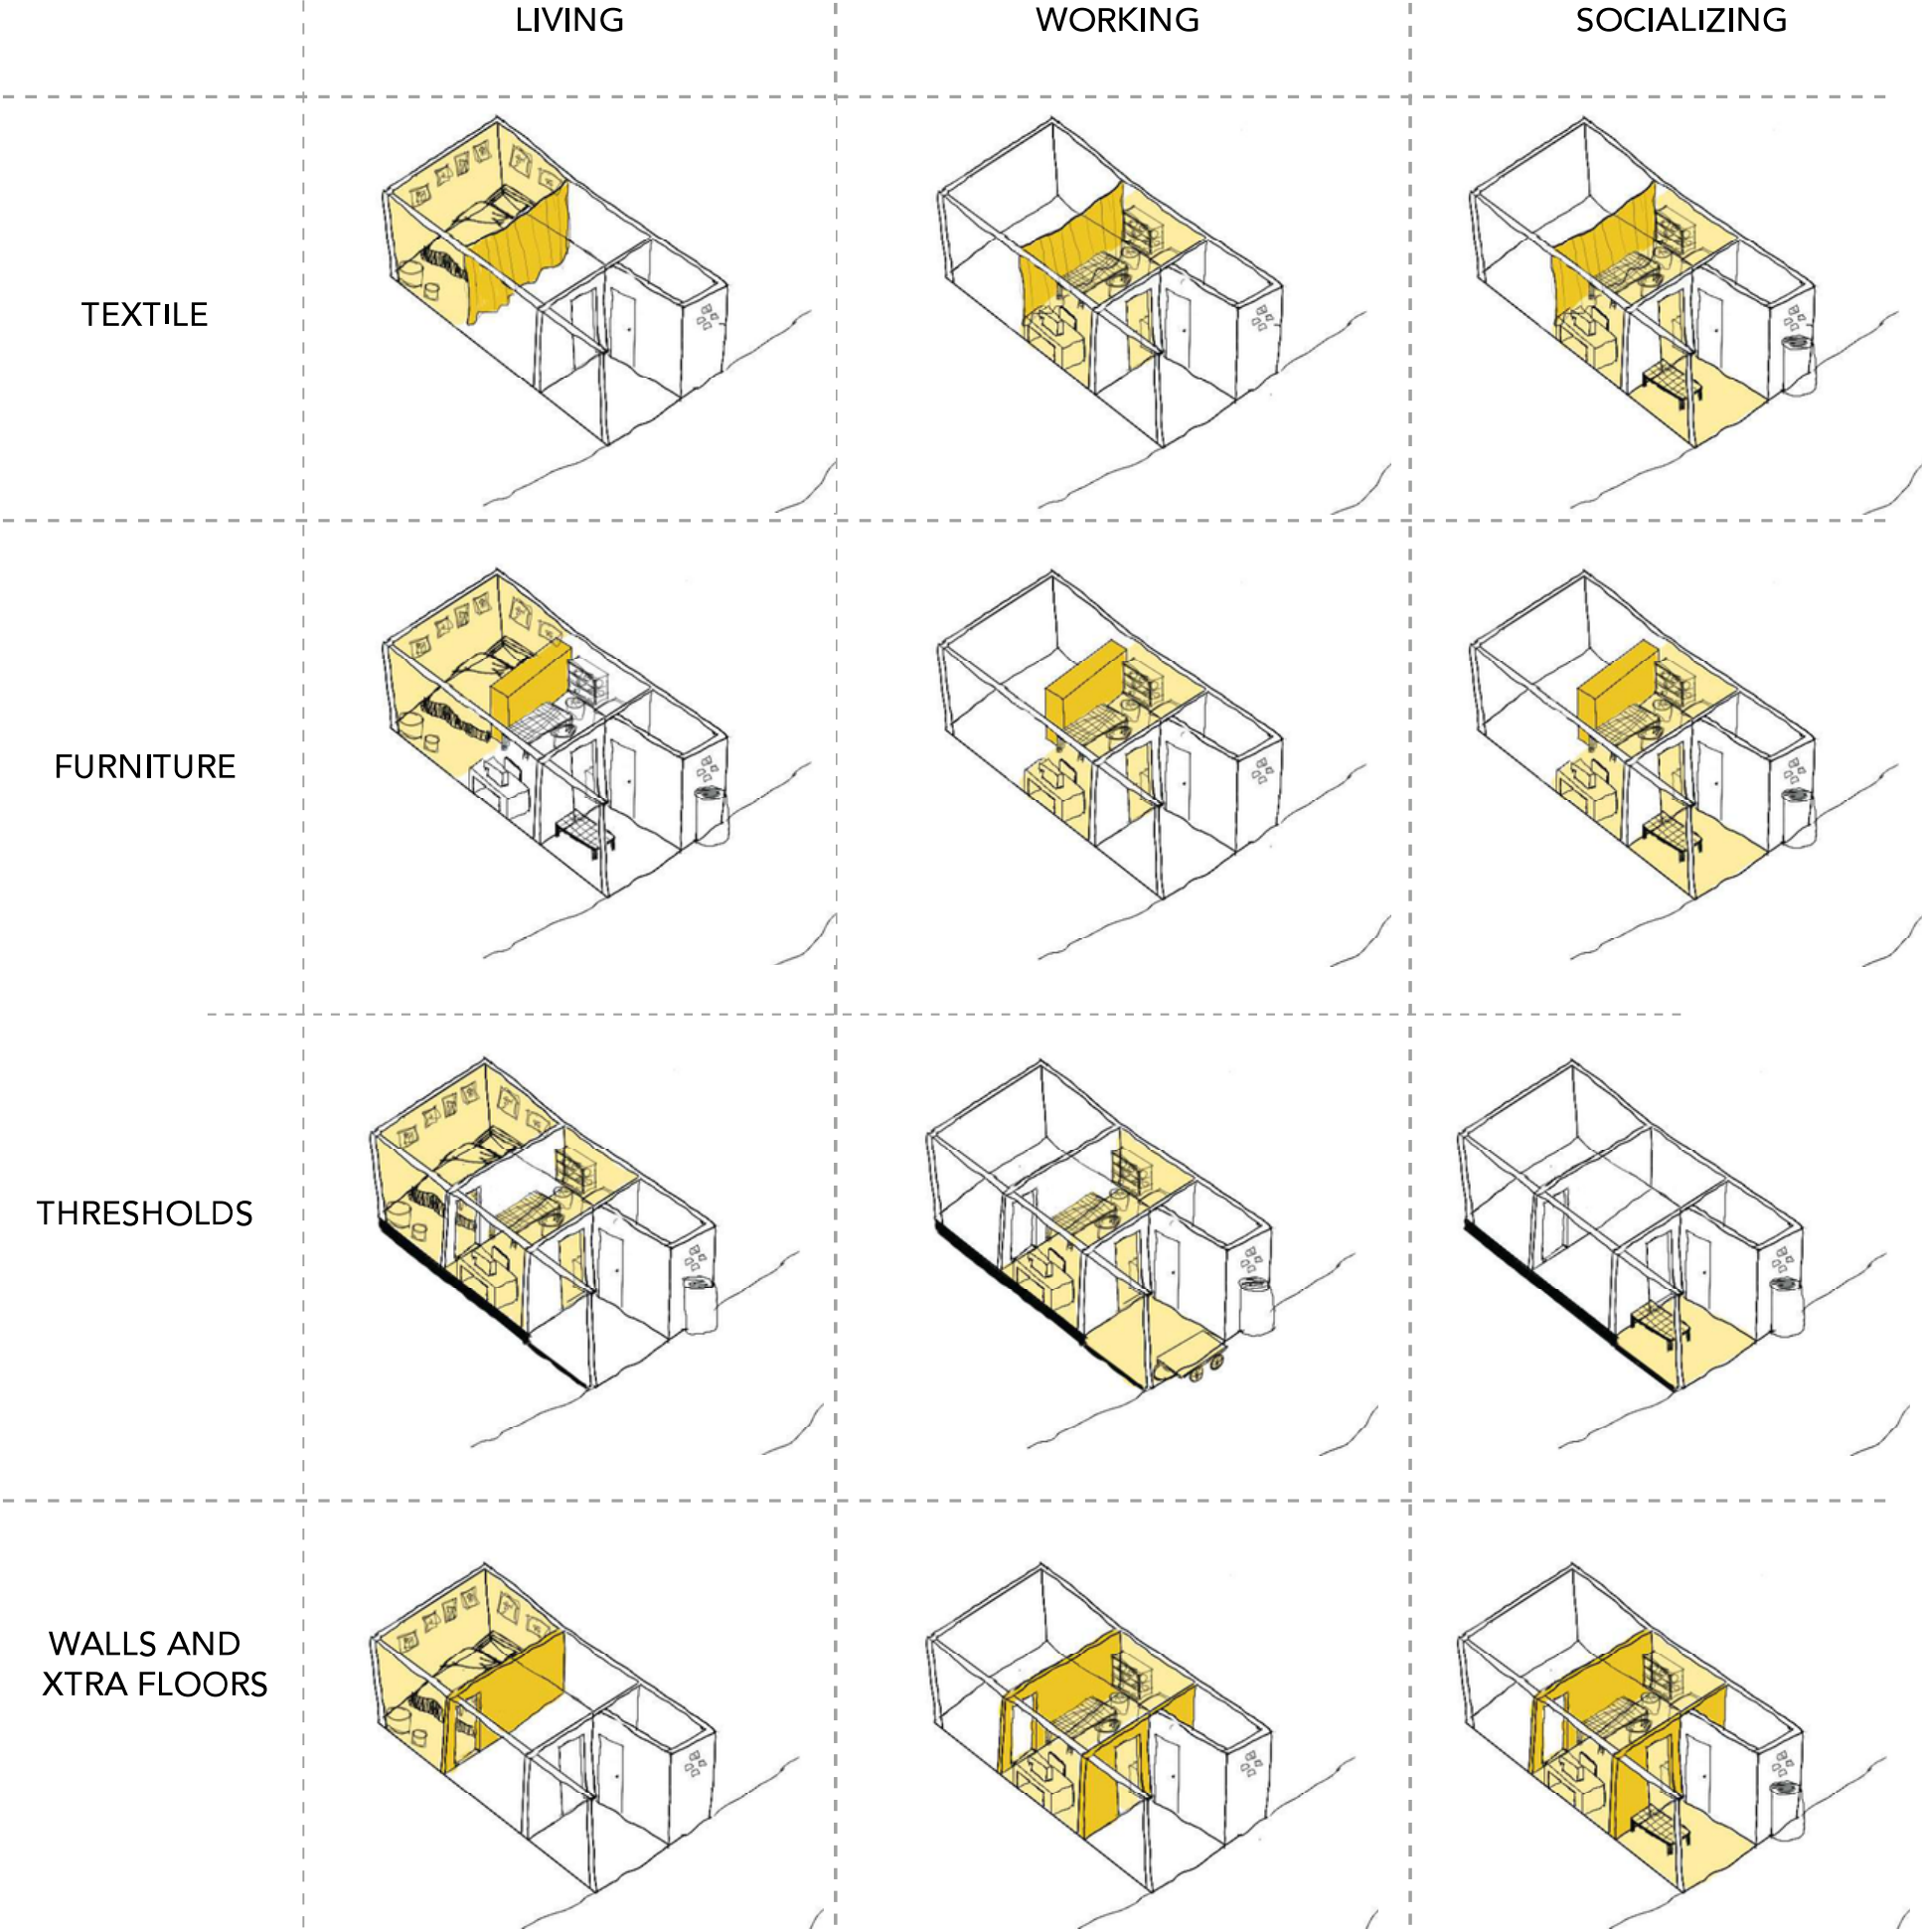 LIVING
WORKING
SOCIALIZING
TEXTILE
FURNITURE
THRESHOLDS
WALLS AND
XTRA FLOORS